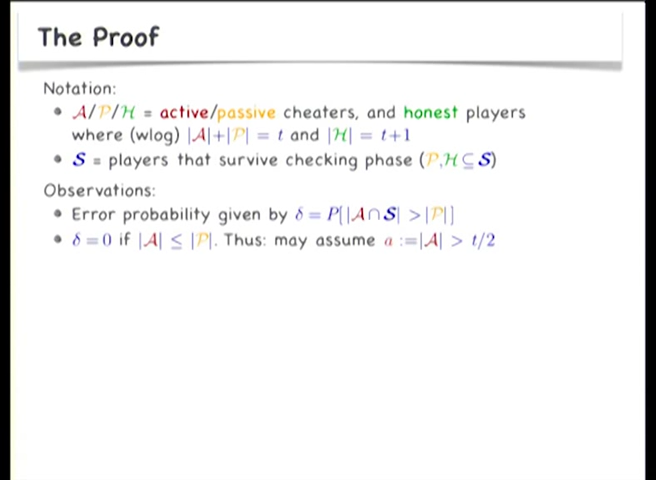 The Proof
Notation:
• A/P/H = active/passive cheaters, and honest players
where (wlog) |A|+|P| = t and |H| = t+1
• S = players that survive checking phase (P,H⊆S)
Observations:
• Error probability given by δ = P[|A∩S| >|P|]
• δ=0 if |A| ≤ |P|. Thus: may assume a :=|A| > t/2